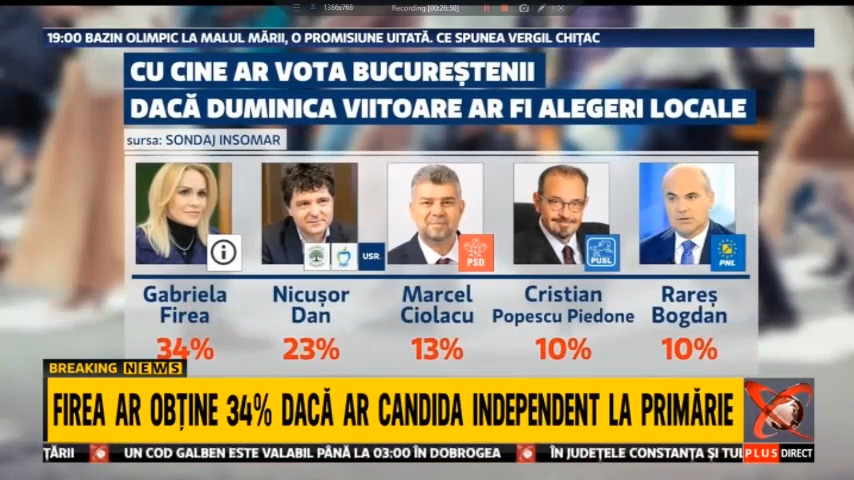 1366x768
Recording [00:26:50]
19:00 BAZIN OLIMPIC LA MALUL MĂRII, O PROMISIUNE UITATĂ. CE SPUNEA VERGIL CHIȚAC
CU CINE AR VOTA BUCUREȘTENII
DACĂ DUMINICA VIITOARE AR FI ALEGERI LOCALE
sursa: SONDAJ INSOMAR
USR
PSD
PUSL
PNL
Gabriela Firea
34%
Nicușor Dan
23%
Marcel Ciolacu
13%
Cristian Popescu Piedone
10%
Rareș Bogdan
10%
BREAKING NEWS
FIREA AR OBȚINE 34% DACĂ AR CANDIDA INDEPENDENT LA PRIMĂRIE
ȚĂRII UN COD GALBEN ESTE VALABIL PÂNĂ LA 03:00 ÎN DOBROGEA ÎN JUDEȚELE CONSTANȚA ȘI TUL
PLUS DIRECT